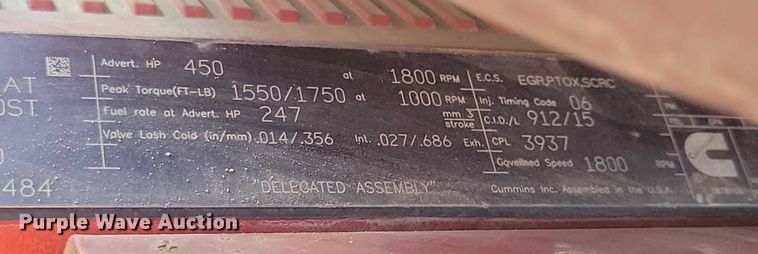 Advert. HP 450 at 1800 RPM E.C.S. EGR,PTOX,SCRC
AT Peak Torque(FT-LB) 1550/1750 at 1000 RPM Inj. Timing Code 06
OST Fuel rate at Advert. HP 247 mm 3 stroke C.I.D./L 912/15
Valve Lash Cold (in/mm) .014/.356 Int. .027/.686 Exh. CPL 3937
Governed Speed 1800 RPM
484 "DELEGATED ASSEMBLY" Cummins Inc. Assembled in the U.S.A.
Purple Wave Auction